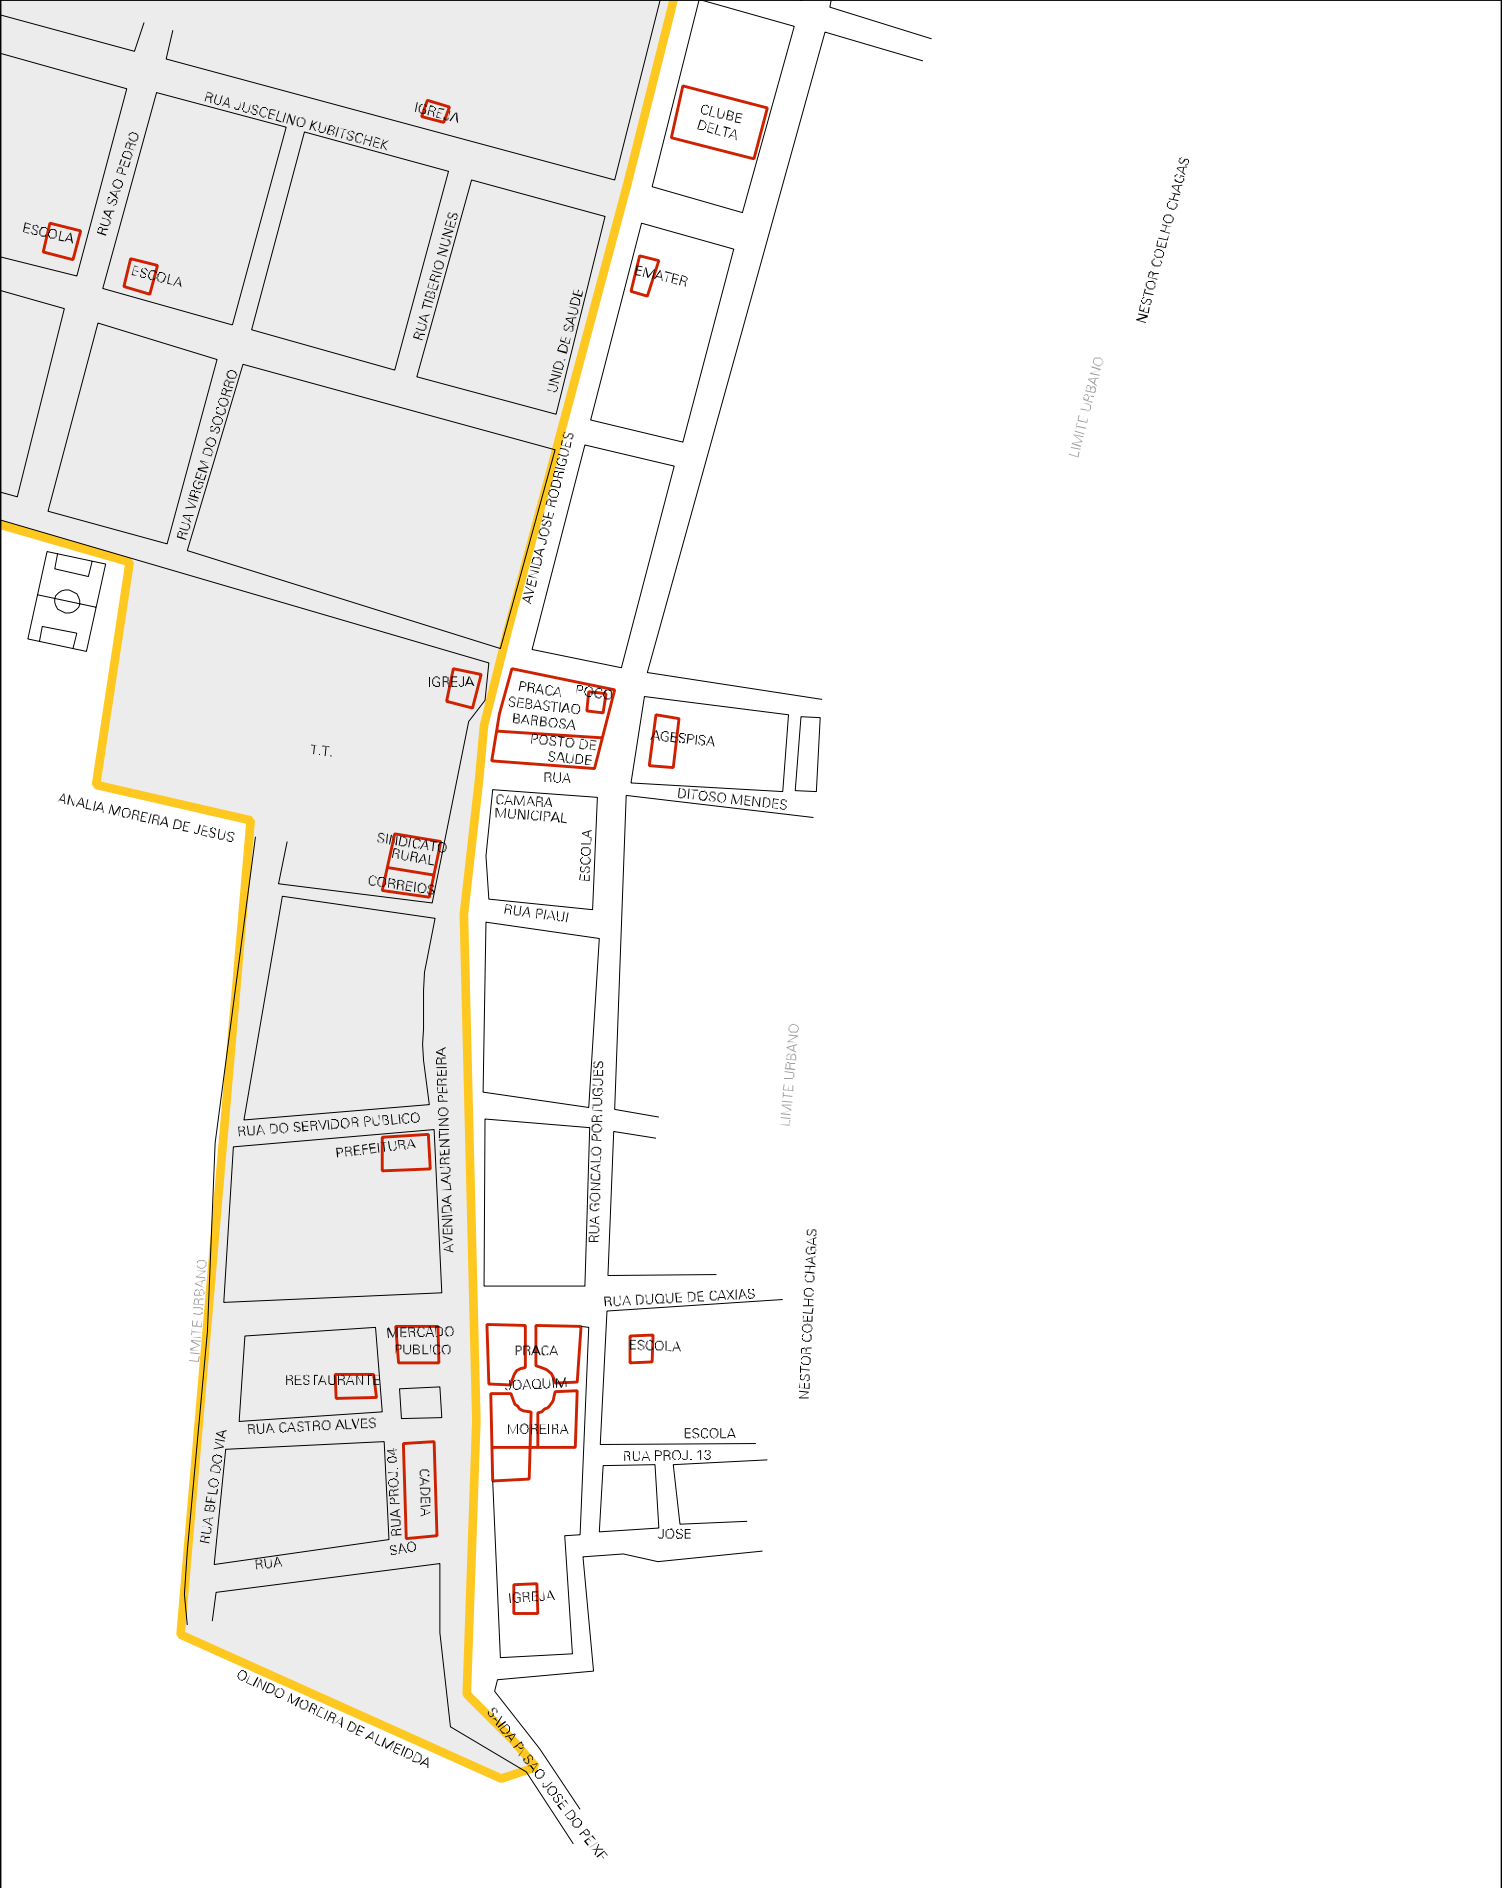 CLUBE
DELTA
IGREJA
RUA JUSCELINO KUBITSCHEK
RUA SAO PEDRO
NESTOR COELHO CHAGAS
ESCOLA
ESCOLA
RUA TIBERIO NUNES
EMATER
UNID. DE SAUDE
LIMITE URBANO
RUA VIRGEM DO SOCORRO
AVENIDA JOSE RODRIGUES
IGREJA
PRACA
SEBASTIAO
BARBOSA
POCO
POSTO DE
SAUDE
AGESPISA
T.T.
RUA
DITOSO MENDES
ANALIA MOREIRA DE JESUS
CAMARA
MUNICIPAL
ESCOLA
SINDICATO
RURAL
CORREIOS
RUA PIAUI
LIMITE URBANO
AVENIDA LAURENTINO PEREIRA
RUA GONCALO PORTUGUES
RUA DO SERVIDOR PUBLICO
PREFEITURA
LIMITE URBANO
NESTOR COELHO CHAGAS
RUA DUQUE DE CAXIAS
MERCADO
PUBLICO
PRACA
JOAQUIM
MOREIRA
ESCOLA
RESTAURANTE
RUA CASTRO ALVES
ESCOLA
RUA PROJ. 13
RUA BELO DO VIA
RUA PROJ. 04
CADEIA
RUA
SAO
JOSE
IGREJA
OLINDO MOREIRA DE ALMEIDDA
SAIDA P/ SAO JOSE DO PEIXE